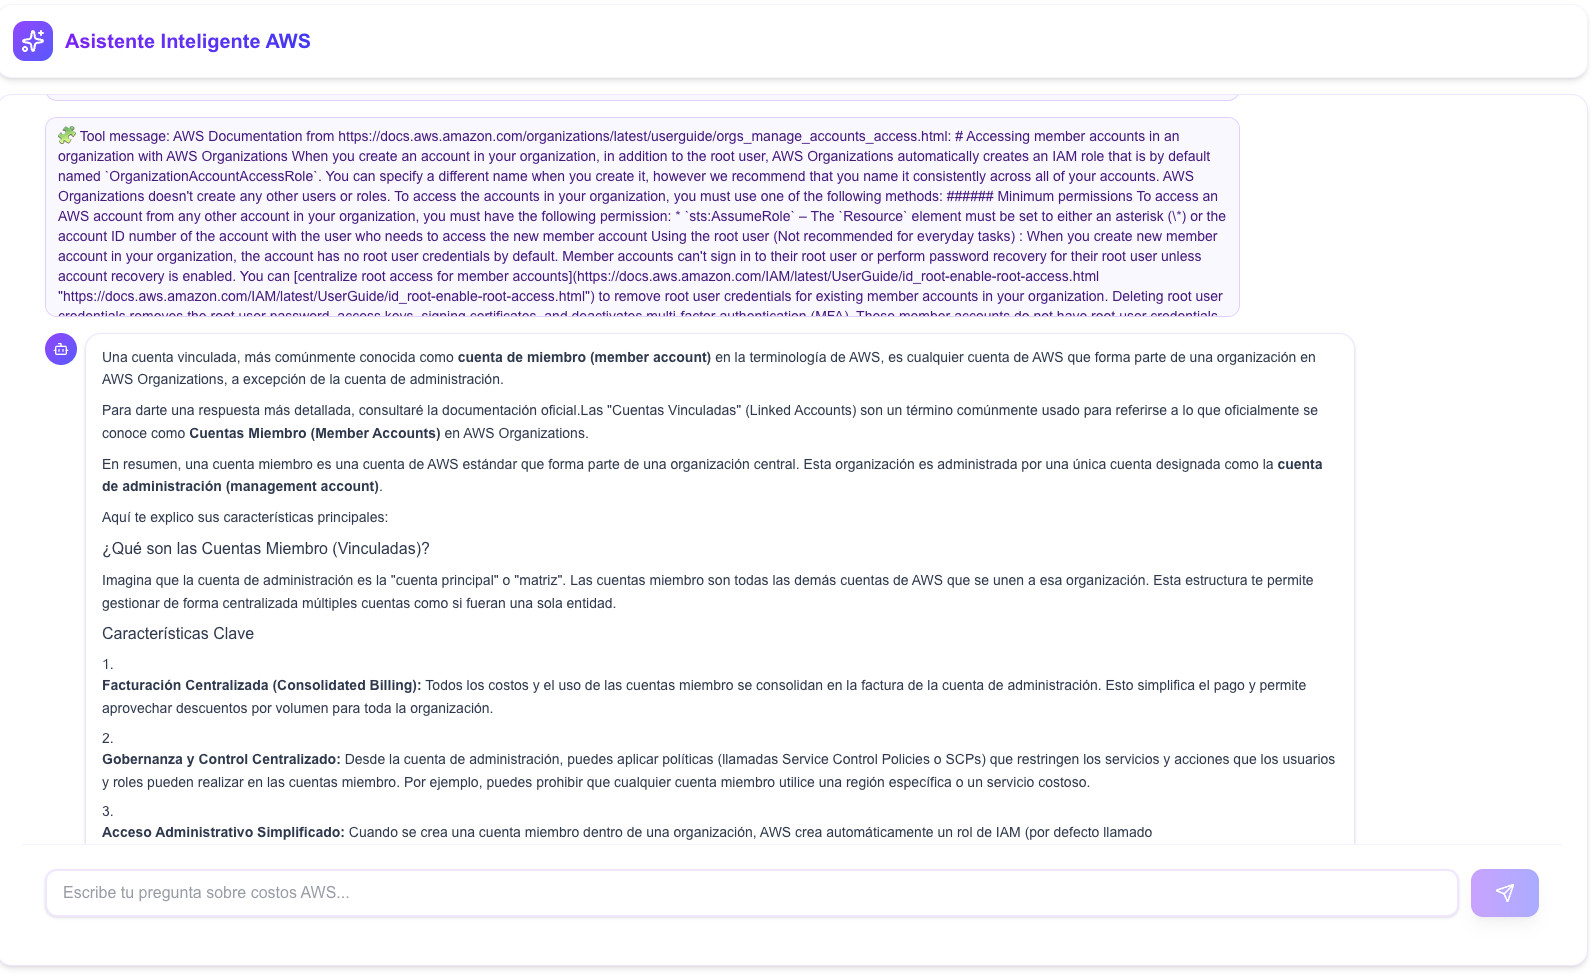 Asistente Inteligente AWS
Tool message: AWS Documentation from https://docs.aws.amazon.com/organizations/latest/userguide/orgs_manage_accounts_access.html: # Accessing member accounts in an
organization with AWS Organizations When you create an account in your organization, in addition to the root user, AWS Organizations automatically creates an IAM role that is by default
named `OrganizationAccountAccessRole`. You can specify a different name when you create it, however we recommend that you name it consistently across all of your accounts. AWS
Organizations doesn't create any other users or roles. To access the accounts in your organization, you must use one of the following methods: ###### Minimum permissions To access an
AWS account from any other account in your organization, you must have the following permission: * `sts:AssumeRole` – The `Resource` element must be set to either an asterisk (\*) or the
account ID number of the account with the user who needs to access the new member account Using the root user (Not recommended for everyday tasks) : When you create new member
account in your organization, the account has no root user credentials by default. Member accounts can't sign in to their root user or perform password recovery for their root user unless
account recovery is enabled. You can [centralize root access for member accounts](https://docs.aws.amazon.com/IAM/latest/UserGuide/id_root-enable-root-access.html
"https://docs.aws.amazon.com/IAM/latest/UserGuide/id_root-enable-root-access.html") to remove root user credentials for existing member accounts in your organization. Deleting root user
credentials removes the root user password, access keys, signing certificates, and deactivates multi-factor authentication (MFA). These member accounts do not have root user credentials
Una cuenta vinculada, más comúnmente conocida como cuenta de miembro (member account) en la terminología de AWS, es cualquier cuenta de AWS que forma parte de una organización en
AWS Organizations, a excepción de la cuenta de administración.
Para darte una respuesta más detallada, consultaré la documentación oficial.Las "Cuentas Vinculadas" (Linked Accounts) son un término comúnmente usado para referirse a lo que oficialmente se
conoce como Cuentas Miembro (Member Accounts) en AWS Organizations.
En resumen, una cuenta miembro es una cuenta de AWS estándar que forma parte de una organización central. Esta organización es administrada por una única cuenta designada como la cuenta
de administración (management account).
Aquí te explico sus características principales:
¿Qué son las Cuentas Miembro (Vinculadas)?
Imagina que la cuenta de administración es la "cuenta principal" o "matriz". Las cuentas miembro son todas las demás cuentas de AWS que se unen a esa organización. Esta estructura te permite
gestionar de forma centralizada múltiples cuentas como si fueran una sola entidad.
Características Clave
1.
Facturación Centralizada (Consolidated Billing): Todos los costos y el uso de las cuentas miembro se consolidan en la factura de la cuenta de administración. Esto simplifica el pago y permite
aprovechar descuentos por volumen para toda la organización.
2.
Gobernanza y Control Centralizado: Desde la cuenta de administración, puedes aplicar políticas (llamadas Service Control Policies o SCPs) que restringen los servicios y acciones que los usuarios
y roles pueden realizar en las cuentas miembro. Por ejemplo, puedes prohibir que cualquier cuenta miembro utilice una región específica o un servicio costoso.
3.
Acceso Administrativo Simplificado: Cuando se crea una cuenta miembro dentro de una organización, AWS crea automáticamente un rol de IAM (por defecto llamado
Escribe tu pregunta sobre costos AWS...